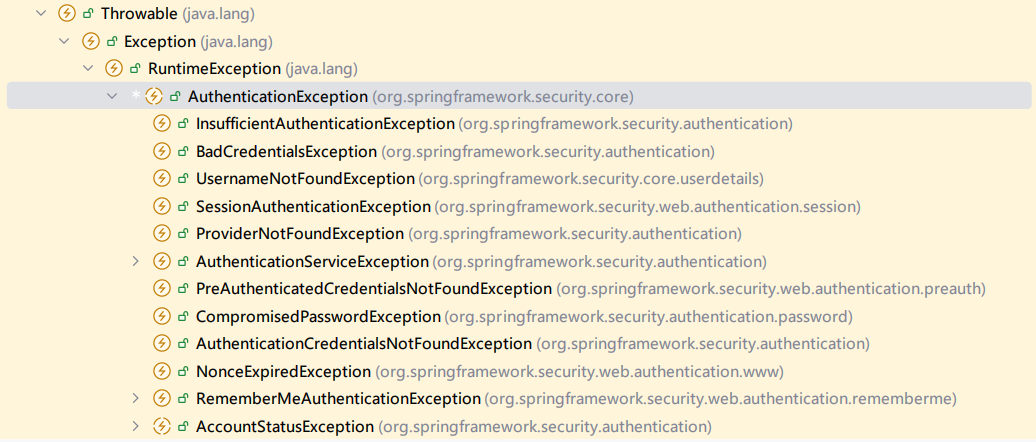 Throwable (java.lang)
Exception (java.lang)
RuntimeException (java.lang)
* AuthenticationException (org.springframework.security.core)
InsufficientAuthenticationException (org.springframework.security.authentication)
BadCredentialsException (org.springframework.security.authentication)
UsernameNotFoundException (org.springframework.security.core.userdetails)
SessionAuthenticationException (org.springframework.security.web.authentication.session)
ProviderNotFoundException (org.springframework.security.authentication)
AuthenticationServiceException (org.springframework.security.authentication)
PreAuthenticatedCredentialsNotFoundException (org.springframework.security.web.authentication.preauth)
CompromisedPasswordException (org.springframework.security.authentication.password)
AuthenticationCredentialsNotFoundException (org.springframework.security.authentication)
NonceExpiredException (org.springframework.security.web.authentication.www)
RememberMeAuthenticationException (org.springframework.security.web.authentication.rememberme)
AccountStatusException (org.springframework.security.authentication)